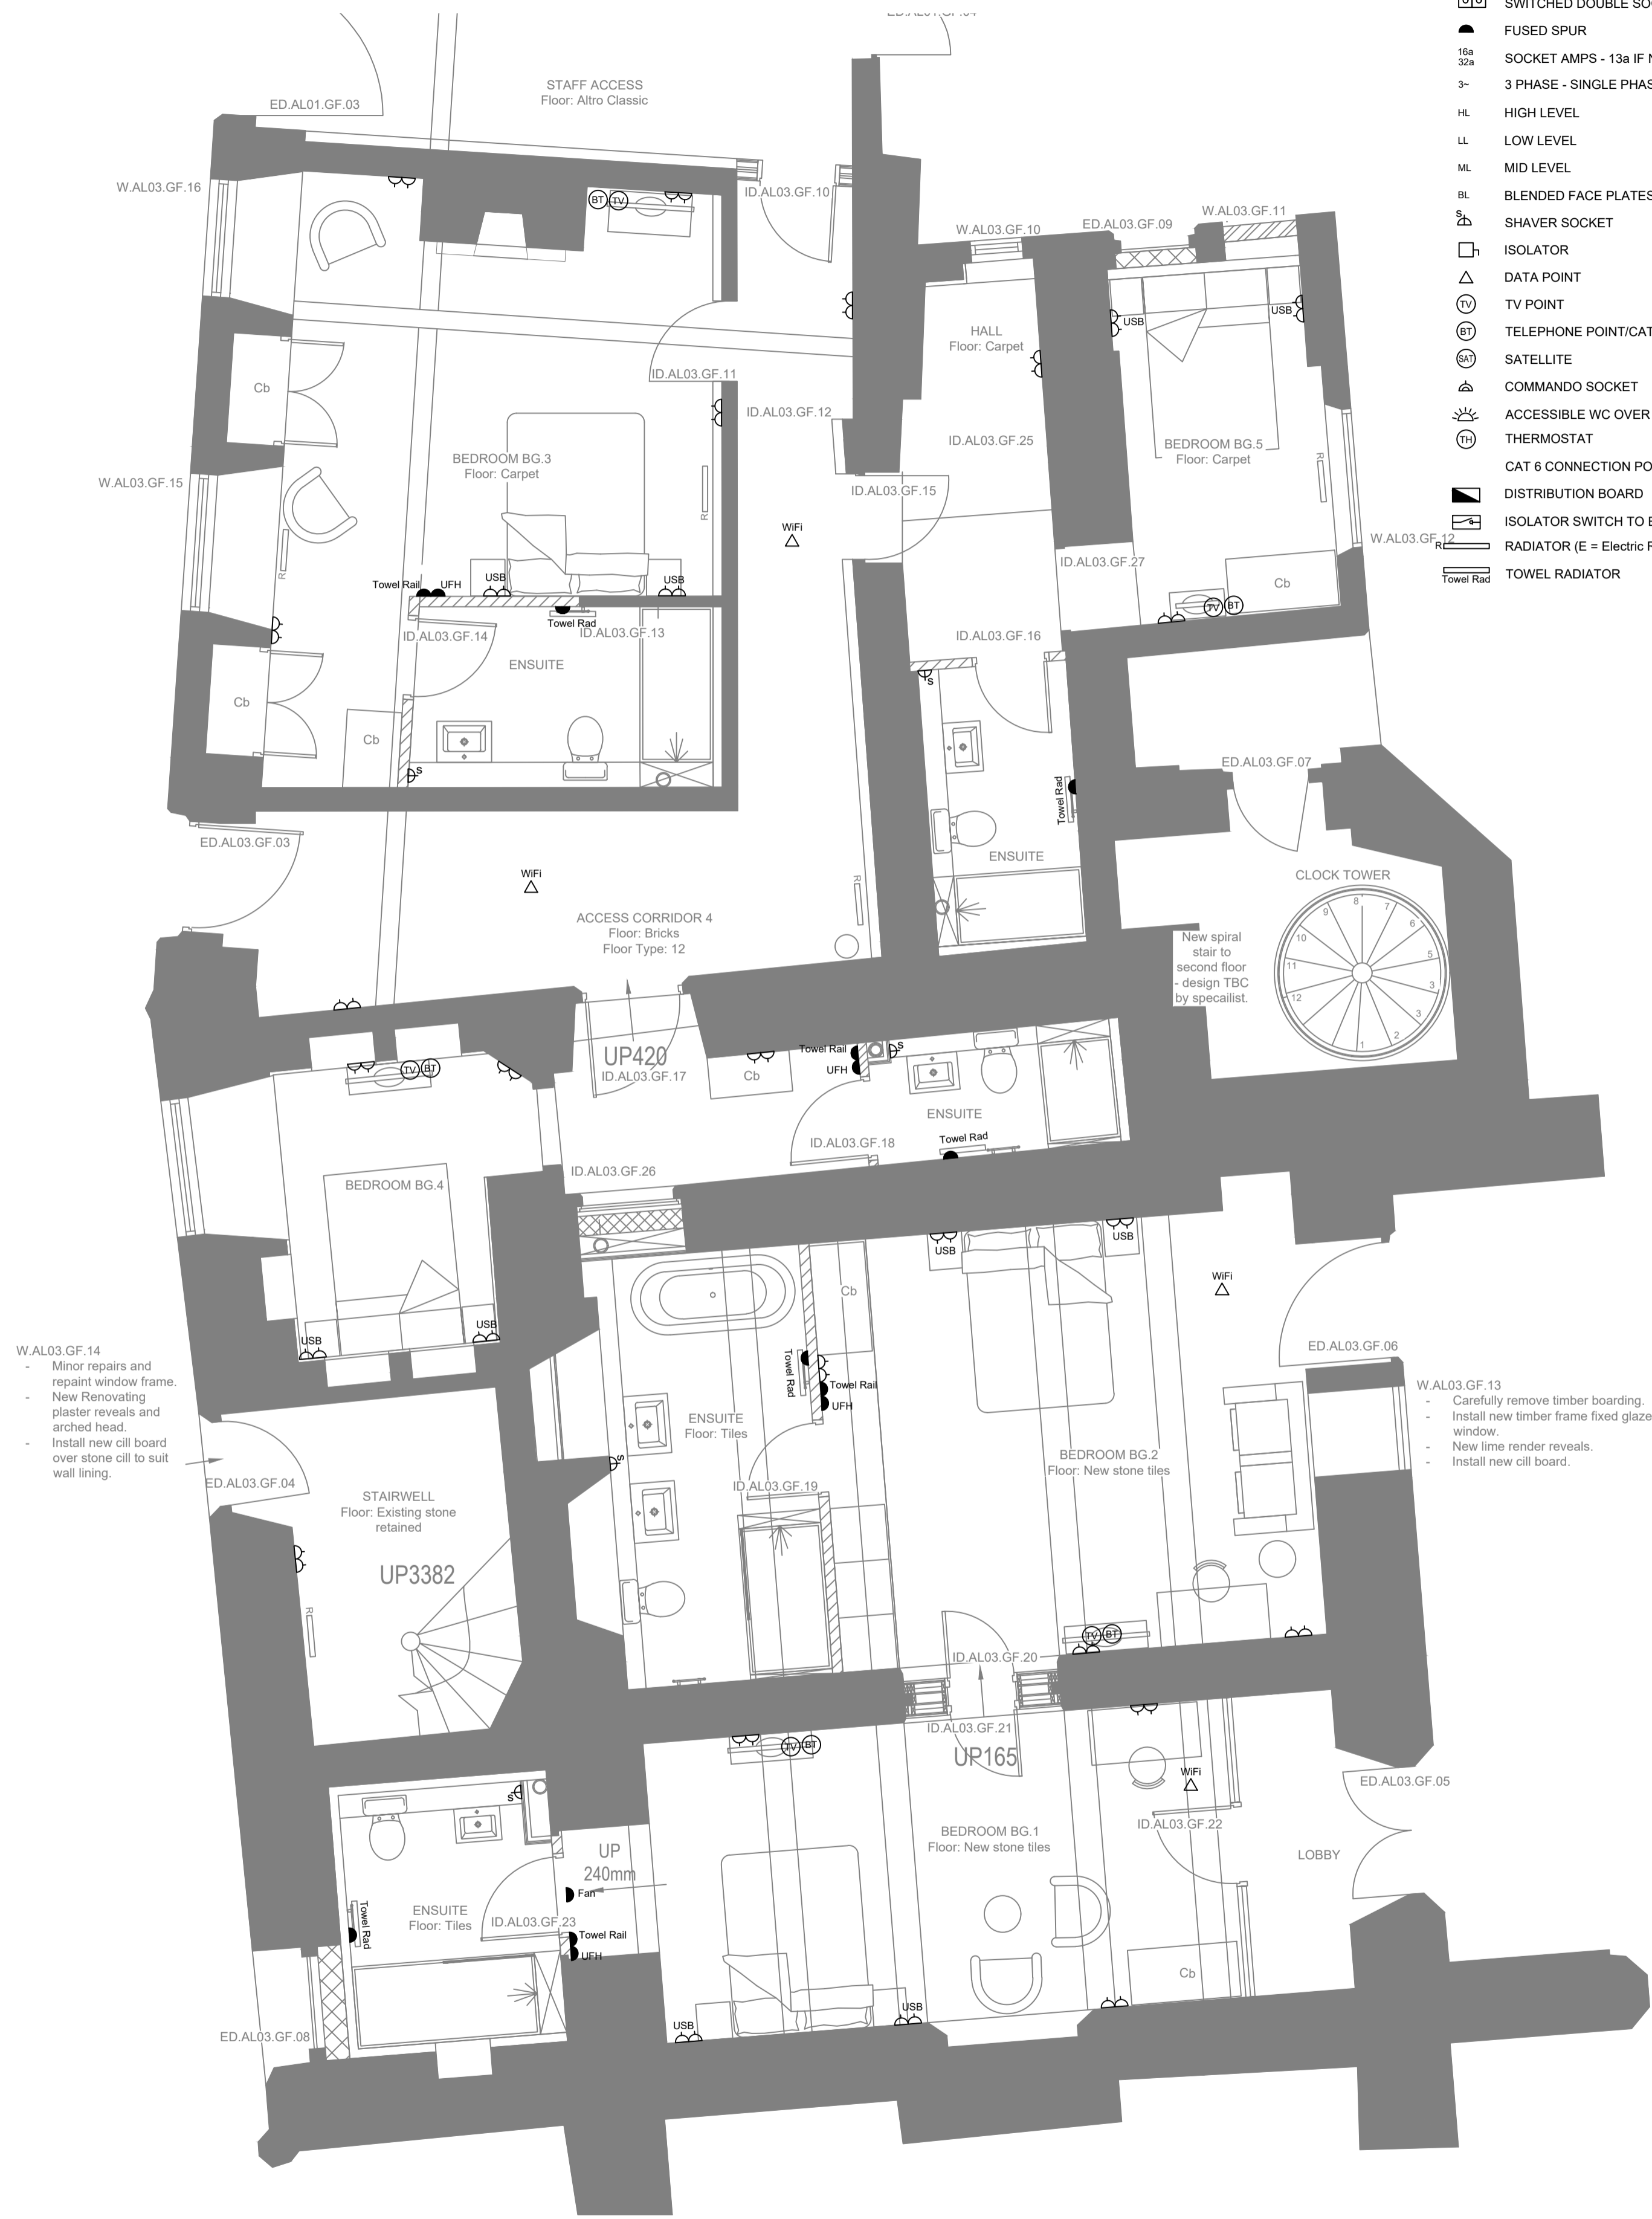 SWITCHED DOUBLE SO
FUSED SPUR
16a
32a
SOCKET AMPS - 13a IF N
3~
3 PHASE - SINGLE PHAS
HL
HIGH LEVEL
LL
LOW LEVEL
ML
MID LEVEL
BL
BLENDED FACE PLATES
S
SHAVER SOCKET
ISOLATOR
DATA POINT
TV
TV POINT
BT
TELEPHONE POINT/CAT
SAT
SATELLITE
COMMANDO SOCKET
ACCESSIBLE WC OVER
TH
THERMOSTAT
CAT 6 CONNECTION PO
DISTRIBUTION BOARD
ISOLATOR SWITCH TO E
R
RADIATOR (E = Electric R
Towel Rad
TOWEL RADIATOR
STAFF ACCESS
Floor: Altro Classic
ED.AL01.GF.03
W.AL03.GF.16
BT
TV
ID.AL03.GF.10
W.AL03.GF.10
ED.AL03.GF.09
W.AL03.GF.11
USB
USB
HALL
Floor: Carpet
Cb
ID.AL03.GF.11
ID.AL03.GF.12
ID.AL03.GF.25
BEDROOM BG.3
Floor: Carpet
BEDROOM BG.5
Floor: Carpet
R
W.AL03.GF.15
R
ID.AL03.GF.15
WiFi
W.AL03.GF.12
ID.AL03.GF.27
R
Towel Rail
UFH
USB
USB
Cb
TV
BT
Towel Rad
ID.AL03.GF.14
ID.AL03.GF.13
ID.AL03.GF.16
ENSUITE
S
Cb
Cb
S
ED.AL03.GF.07
Towel Rad
ED.AL03.GF.03
ENSUITE
WiFi
R
CLOCK TOWER
ACCESS CORRIDOR 4
Floor: Bricks
Floor Type: 12
New spiral
stair to
second floor
- design TBC
by specailist.
8
7
9
6
10
5
11
3
12
3
2
1
UP420
ID.AL03.GF.17
TV
BT
Cb
Towel Rail
UFH
S
ENSUITE
Towel Rad
ID.AL03.GF.18
ID.AL03.GF.26
BEDROOM BG.4
USB
USB
WiFi
USB
USB
Cb
W.AL03.GF.14
- Minor repairs and
repaint window frame.
- New Renovating
plaster reveals and
arched head.
- Install new cill board
over stone cill to suit
wall lining.
ED.AL03.GF.06
W.AL03.GF.13
- Carefully remove timber boarding.
- Install new timber frame fixed glaze
window.
- New lime render reveals.
- Install new cill board.
Towel Rad
Towel Rail
UFH
ENSUITE
Floor: Tiles
S
BEDROOM BG.2
Floor: New stone tiles
ED.AL03.GF.04
ID.AL03.GF.19
STAIRWELL
Floor: Existing stone
retained
UP3382
R
TV
BT
ID.AL03.GF.20
ID.AL03.GF.21
UP165
TV
BT
WiFi
ED.AL03.GF.05
ID.AL03.GF.22
S
BEDROOM BG.1
Floor: New stone tiles
LOBBY
UP
240mm
Fan
ENSUITE
Floor: Tiles
ID.AL03.GF.23
Towel Rad
Towel Rail
UFH
Cb
USB
USB
ED.AL03.GF.08